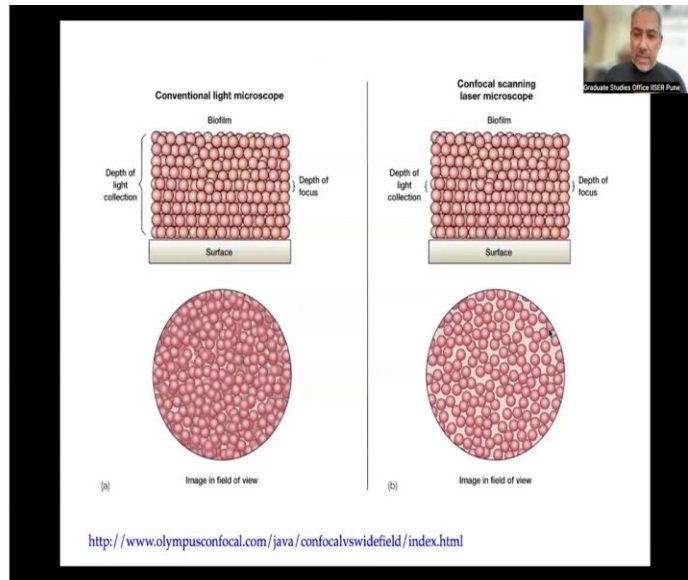 Conventional light microscope
Biofilm
Depth of
light
collection
Depth of
focus
Surface
Image in field of view
(a)
Confocal scanning
laser microscope
Biofilm
Depth of
light
collection
Depth of
focus
Surface
Image in field of view
(b)
http://www.olympusconfocal.com/java/confocalvswidefield/index.html
Graduate Studies Office IISER Pune